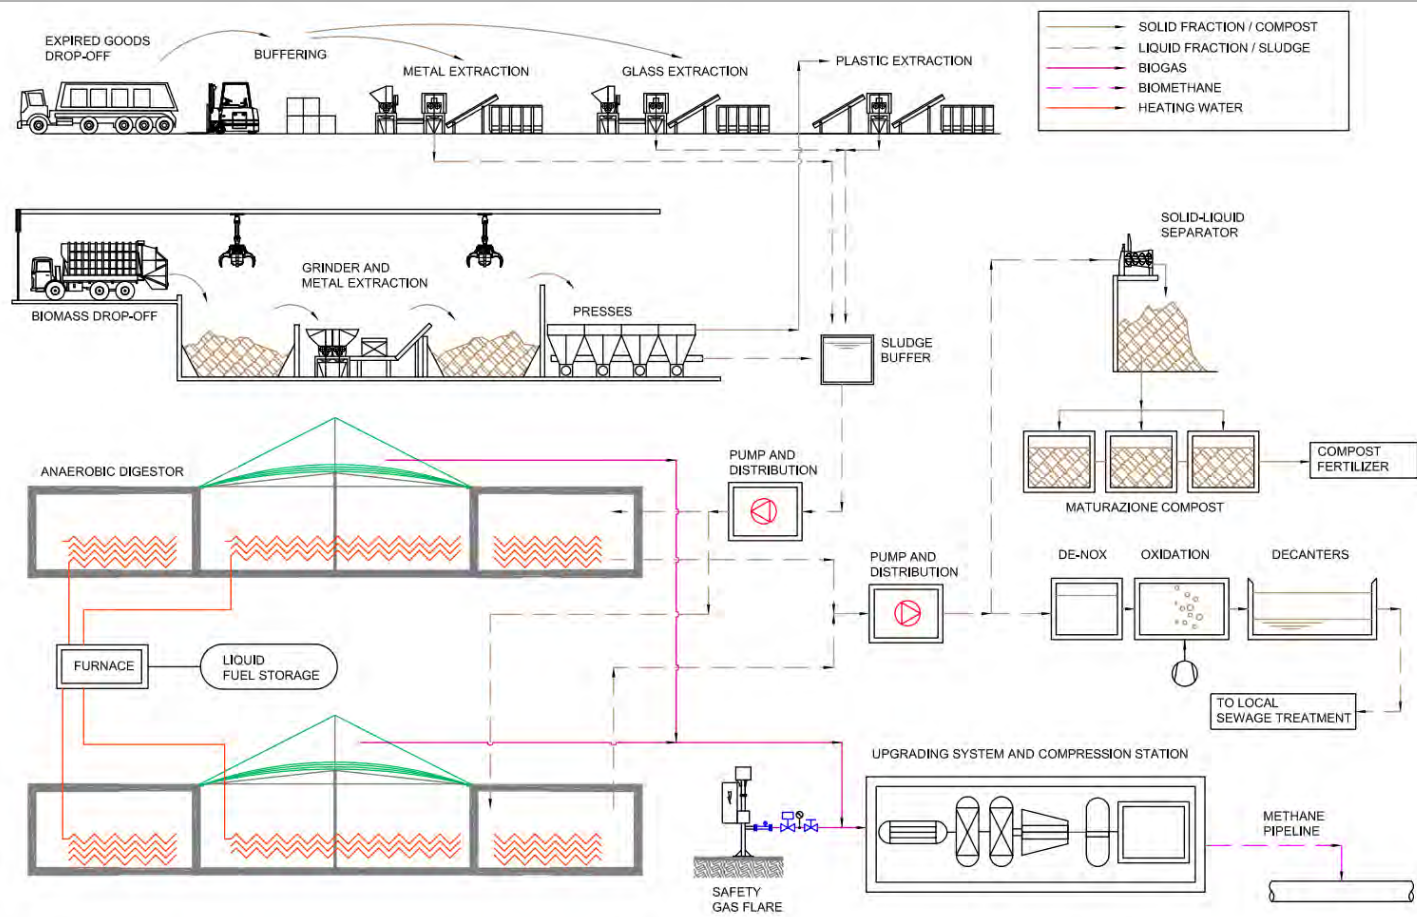 EXPIRED GOODS
DROP-OFF
BUFFERING
METAL EXTRACTION
GLASS EXTRACTION
PLASTIC EXTRACTION
SOLID FRACTION / COMPOST
LIQUID FRACTION / SLUDGE
BIOGAS
BIOMETHANE
HEATING WATER
BIOMASS DROP-OFF
GRINDER AND
METAL EXTRACTION
PRESSES
SLUDGE
BUFFER
SOLID-LIQUID
SEPARATOR
COMPOST
FERTILIZER
MATURAZIONE COMPOST
ANAEROBIC DIGESTOR
PUMP AND
DISTRIBUTION
PUMP AND
DISTRIBUTION
DE-NOX
OXIDATION
DECANTERS
FURNACE
LIQUID
FUEL STORAGE
TO LOCAL
SEWAGE TREATMENT
UPGRADING SYSTEM AND COMPRESSION STATION
METHANE
PIPELINE
SAFETY
GAS FLARE